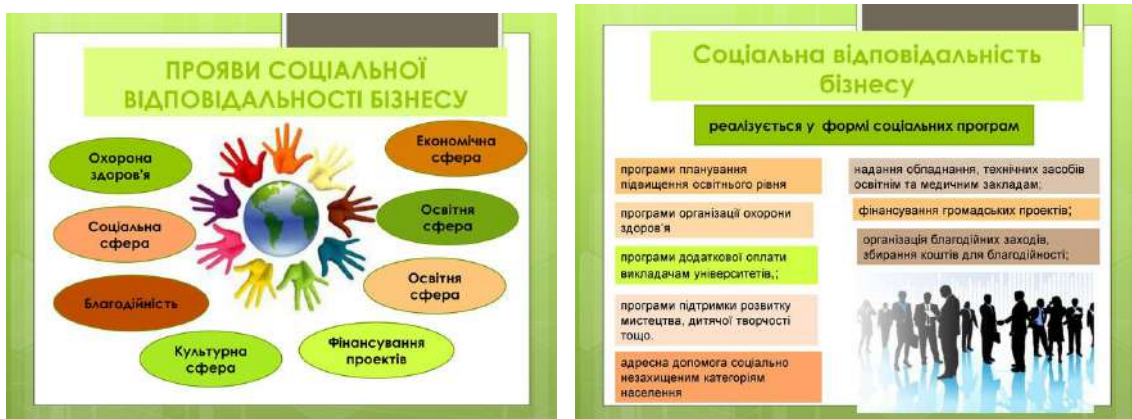 ПРОЯВИ СОЦІАЛЬНОЇ
ВІДПОВІДАЛЬНОСТІ БІЗНЕСУ
Охорона
здоров'я
Соціальна
сфера
Благодійність
Культурна
сфера
Фінансування
проектів
Економічна
сфера
Освітня
сфера
Освітня
сфера
Соціальна відповідальність
бізнесу
реалізується у формі соціальних програм
програми планування
підвищення освітнього рівня
програми організації охорони
здоров'я
програми додаткової оплати
викладачам університетів,;
програми підтримки розвитку
мистецтва, дитячої творчості
тощо.
адресна допомога соціально
незахищеним категоріям
населення
надання обладнання, технічних засобів
освітнім та медичним закладам;
фінансування громадських проектів;
організація благодійних заходів,
збирання коштів для благодійності;